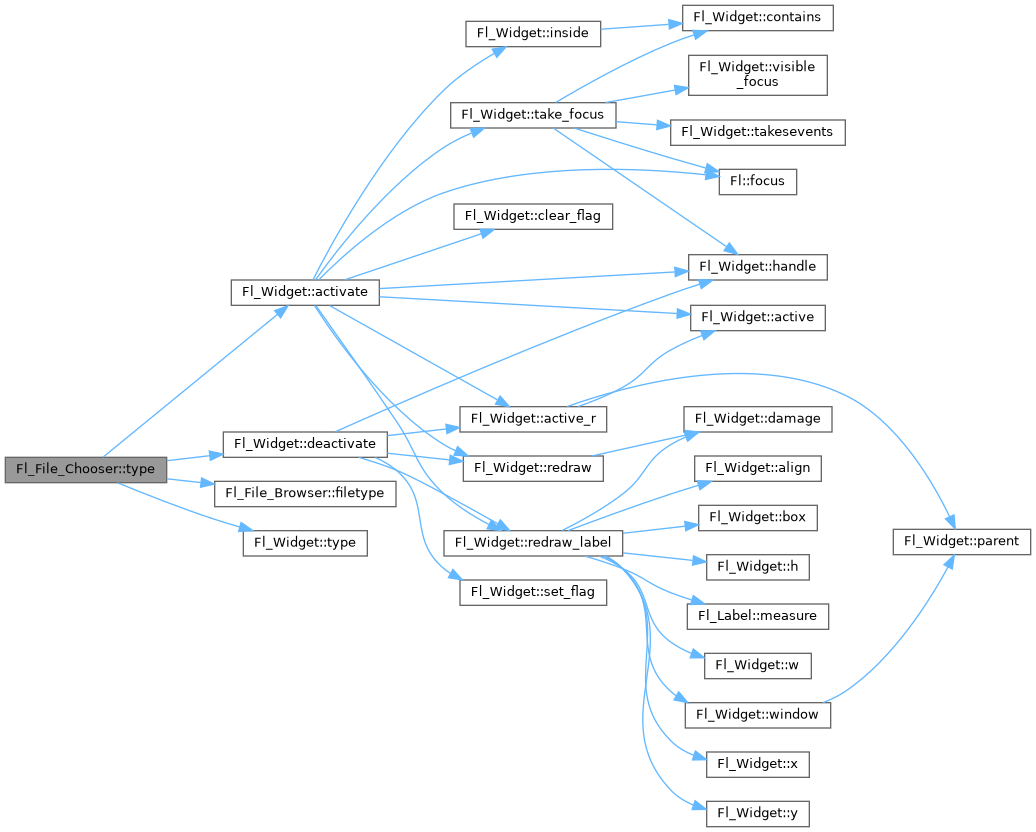 Fl_Widget::contains
Fl_Widget::inside
Fl_Widget::visible
_focus
Fl_Widget::take_focus
Fl_Widget::takesevents
Fl::focus
Fl_Widget::clear_flag
Fl_Widget::handle
Fl_Widget::activate
Fl_Widget::active
Fl_Widget::active_r
Fl_Widget::damage
Fl_Widget::deactivate
Fl_File_Chooser::type
Fl_Widget::redraw
Fl_Widget::align
Fl_File_Browser::filetype
Fl_Widget::box
Fl_Widget::type
Fl_Widget::redraw_label
Fl_Widget::parent
Fl_Widget::h
Fl_Widget::set_flag
Fl_Label::measure
Fl_Widget::w
Fl_Widget::window
Fl_Widget::x
Fl_Widget::y